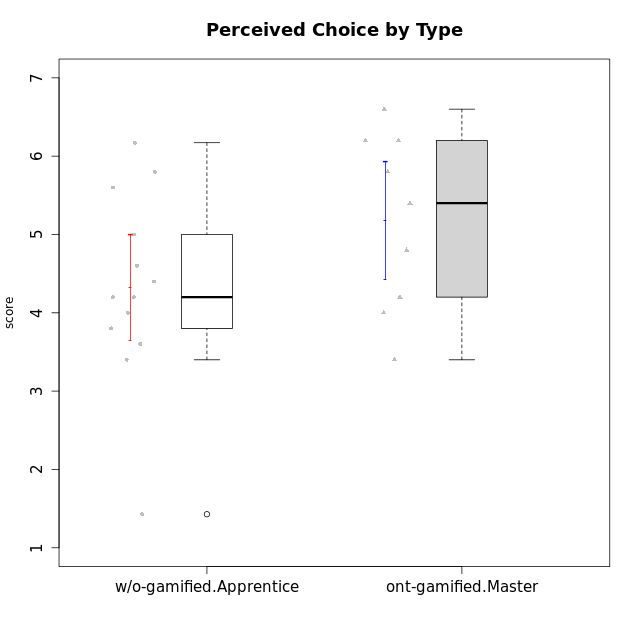 Perceived Choice by Type
score
7
6
5
4
3
2
1
w/o-gamified.Apprentice
ont-gamified.Master